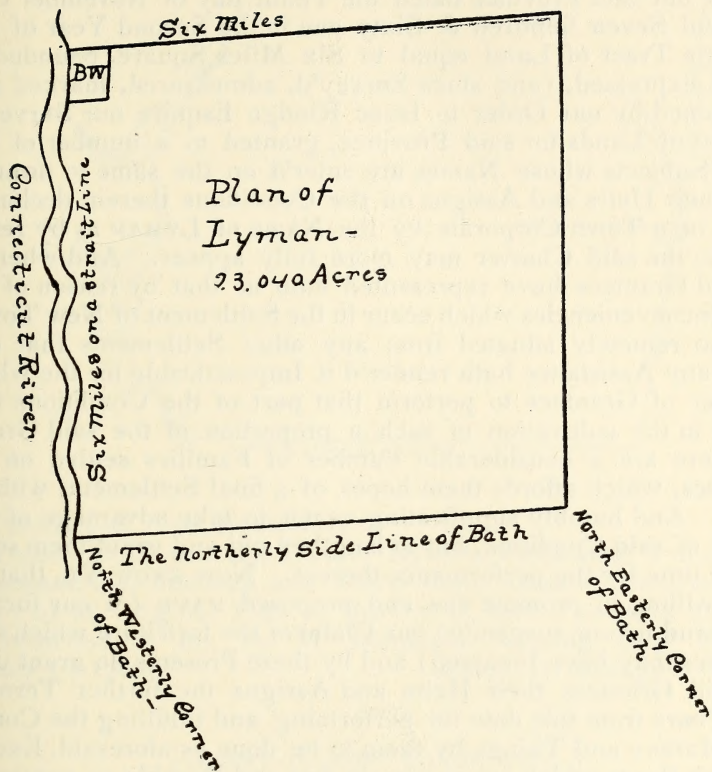 Six Miles
BW
Connecticut River
Six miles on a straight line
Plan of
Lyman-
23.040 Acres
The Northerly Side Line of Bath
North Westerly Corner
of Bath-
North Easterly Corner
of Bath